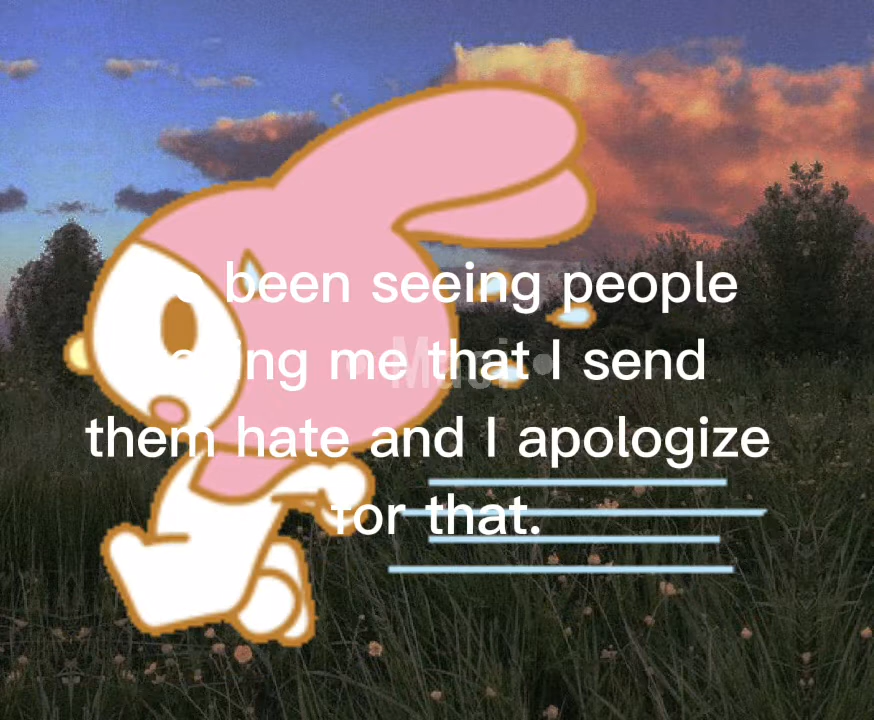 been seeing people
me that I send
them hate and I apologize
for that.